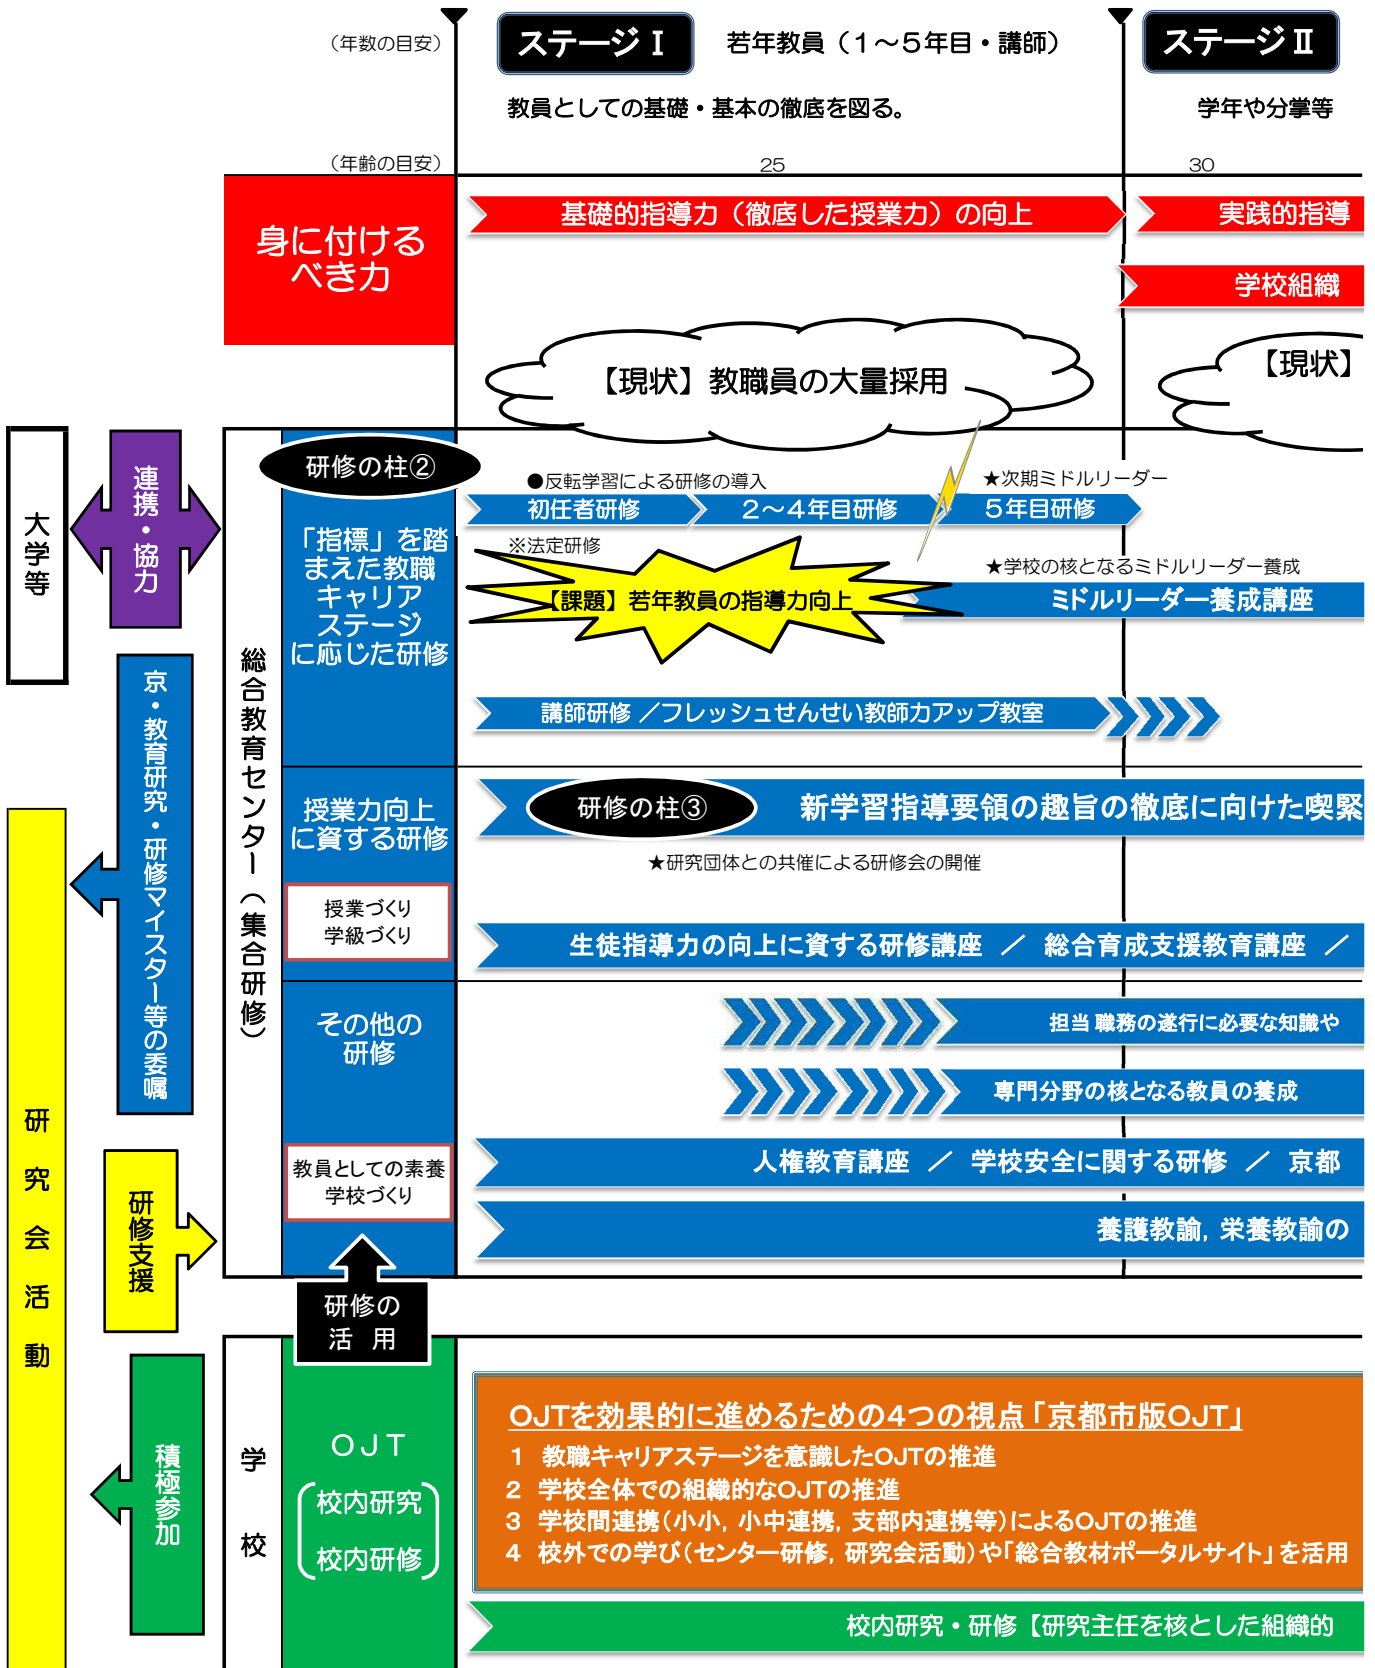 （年数の目安）
ステージⅠ
若年教員（１～５年目・講師）
ステージⅡ
教員としての基礎・基本の徹底を図る。
学年や分掌等
（年齢の目安）
25
30
身に付ける
べき力
基礎的指導力（徹底した授業力）の向上
実践的指導
学校組織
【現状】教職員の大量採用
【現状】
大学等
連携・協力
総合教育センター（集合研修）
研修の柱②
「指標」を踏
まえた教職
キャリア
ステージ
に応じた研修
●反転学習による研修の導入
★次期ミドルリーダー
初任者研修
２～４年目研修
５年目研修
※法定研修
★学校の核となるミドルリーダー養成
【課題】若年教員の指導力向上
ミドルリーダー養成講座
講師研修 ／フレッシュせんせい教師力アップ教室
京・教育研究・研修マイスター等の委嘱
授業力向上
に資する研修
研修の柱③
新学習指導要領の趣旨の徹底に向けた喫緊
★研究団体との共催による研修会の開催
授業づくり
学級づくり
生徒指導力の向上に資する研修講座 ／ 総合育成支援教育講座 ／
その他の
研修
担当職務の遂行に必要な知識や
専門分野の核となる教員の養成
教員としての素養
学校づくり
人権教育講座 ／ 学校安全に関する研修 ／ 京都
養護教諭，栄養教諭の
研究会活動
研修支援
研修の
活 用
積極参加
学校
ＯＪＴ
校内研究
校内研修
OJTを効果的に進めるための4つの視点「京都市版OJT」
1 教職キャリアステージを意識したOJTの推進
2 学校全体での組織的なOJTの推進
3 学校間連携（小小，小中連携，支部内連携等）によるOJTの推進
4 校外での学び（センター研修，研究会活動）や「総合教材ポータルサイト」を活用
校内研究・研修【研究主任を核とした組織的